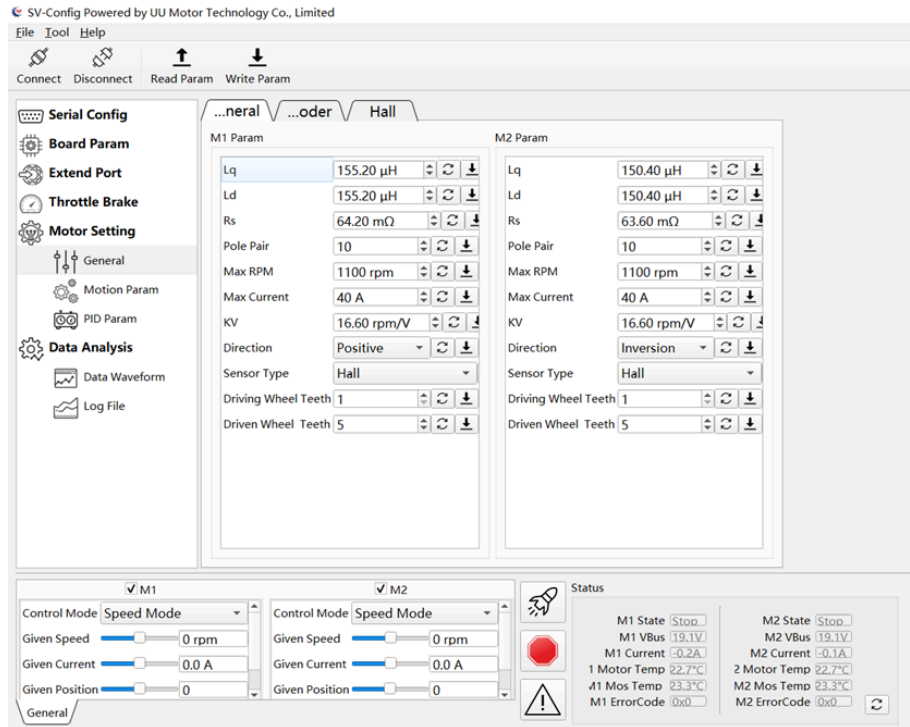 SV-Config Powered by UU Motor Technology Co., Limited
File Tool Help
Connect Disconnect Read Param Write Param
Serial Config
Board Param
Extend Port
Throttle Brake
Motor Setting
General
Motion Param
PID Param
Data Analysis
Data Waveform
Log File
...neral ...oder Hall
M1 Param
Lq 155.20 µH
Ld 155.20 µH
Rs 64.20 mΩ
Pole Pair 10
Max RPM 1100 rpm
Max Current 40 A
KV 16.60 rpm/V
Direction Positive
Sensor Type Hall
Driving Wheel Teeth 1
Driven Wheel Teeth 5
M2 Param
Lq 150.40 µH
Ld 150.40 µH
Rs 63.60 mΩ
Pole Pair 10
Max RPM 1100 rpm
Max Current 40 A
KV 16.60 rpm/V
Direction Inversion
Sensor Type Hall
Driving Wheel Teeth 1
Driven Wheel Teeth 5
M1
Control Mode Speed Mode
Given Speed 0 rpm
Given Current 0.0 A
Given Position 0
General
M2
Control Mode Speed Mode
Given Speed 0 rpm
Given Current 0.0 A
Given Position 0
Status
M1 State Stop
M1 VBus 19.1V
M1 Current -0.2A
1 Motor Temp 22.7°C
M1 Mos Temp 23.3°C
M1 ErrorCode 0x0
M2 State Stop
M2 VBus 19.1V
M2 Current -0.1A
2 Motor Temp 22.7°C
M2 Mos Temp 23.3°C
M2 ErrorCode 0x0